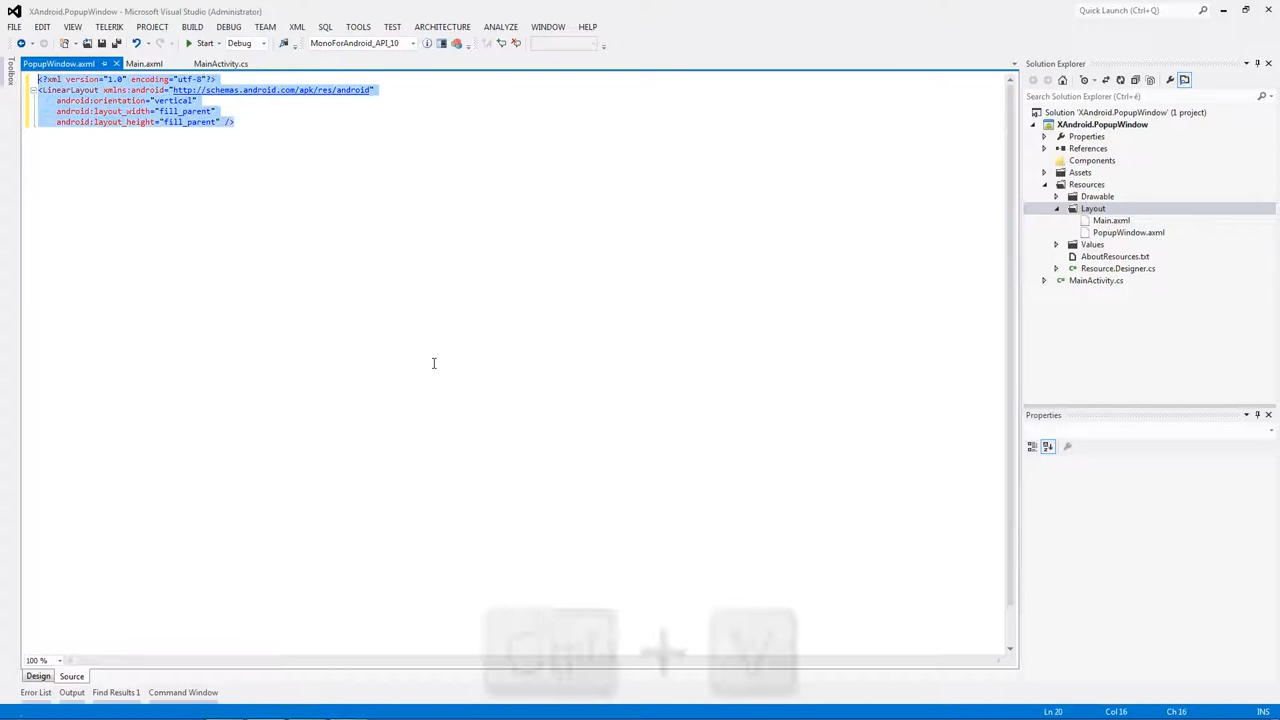 XAndroid.PopupWindow - Microsoft Visual Studio (Administrator)
Quick Launch (Ctrl+Q)
FILE EDIT VIEW TELERIK PROJECT BUILD DEBUG TEAM XML SQL TOOLS TEST ARCHITECTURE ANALYZE WINDOW HELP
Start Debug MonoForAndroid_API_10
Toolbox
PopupWindow.axml Main.axml MainActivity.cs
<?xml version="1.0" encoding="utf-8"?>
<LinearLayout xmlns:android="http://schemas.android.com/apk/res/android"
android:orientation="vertical"
android:layout_width="fill_parent"
android:layout_height="fill_parent" />
Solution Explorer
Search Solution Explorer (Ctrl+é)
Solution 'XAndroid.PopupWindow' (1 project)
XAndroid.PopupWindow
Properties
References
Components
Assets
Resources
Drawable
Layout
Main.axml
PopupWindow.axml
Values
AboutResources.txt
Resource.Designer.cs
MainActivity.cs
Properties
Ctrl + V
100 %
Design Source
Error List Output Find Results 1 Command Window
Ln 20 Col 16 Ch 16 INS